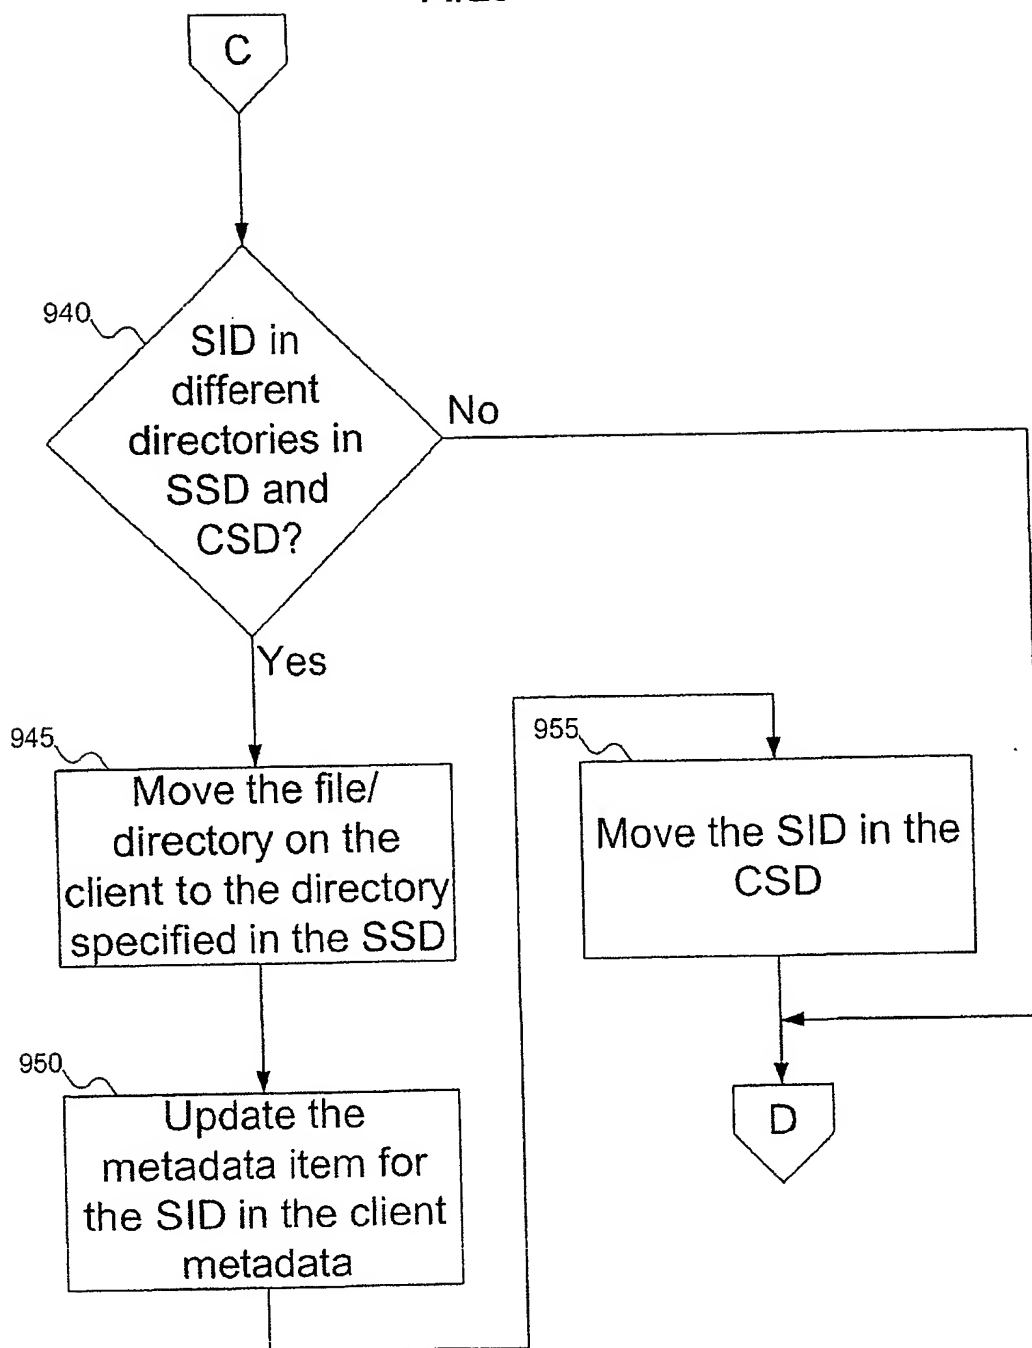 C
940
SID in
different
directories in
SSD and
CSD?
No
Yes
945
Move the file/
directory on the
client to the directory
specified in the SSD
950
Update the
metadata item for
the SID in the client
metadata
955
Move the SID in the
CSD
D